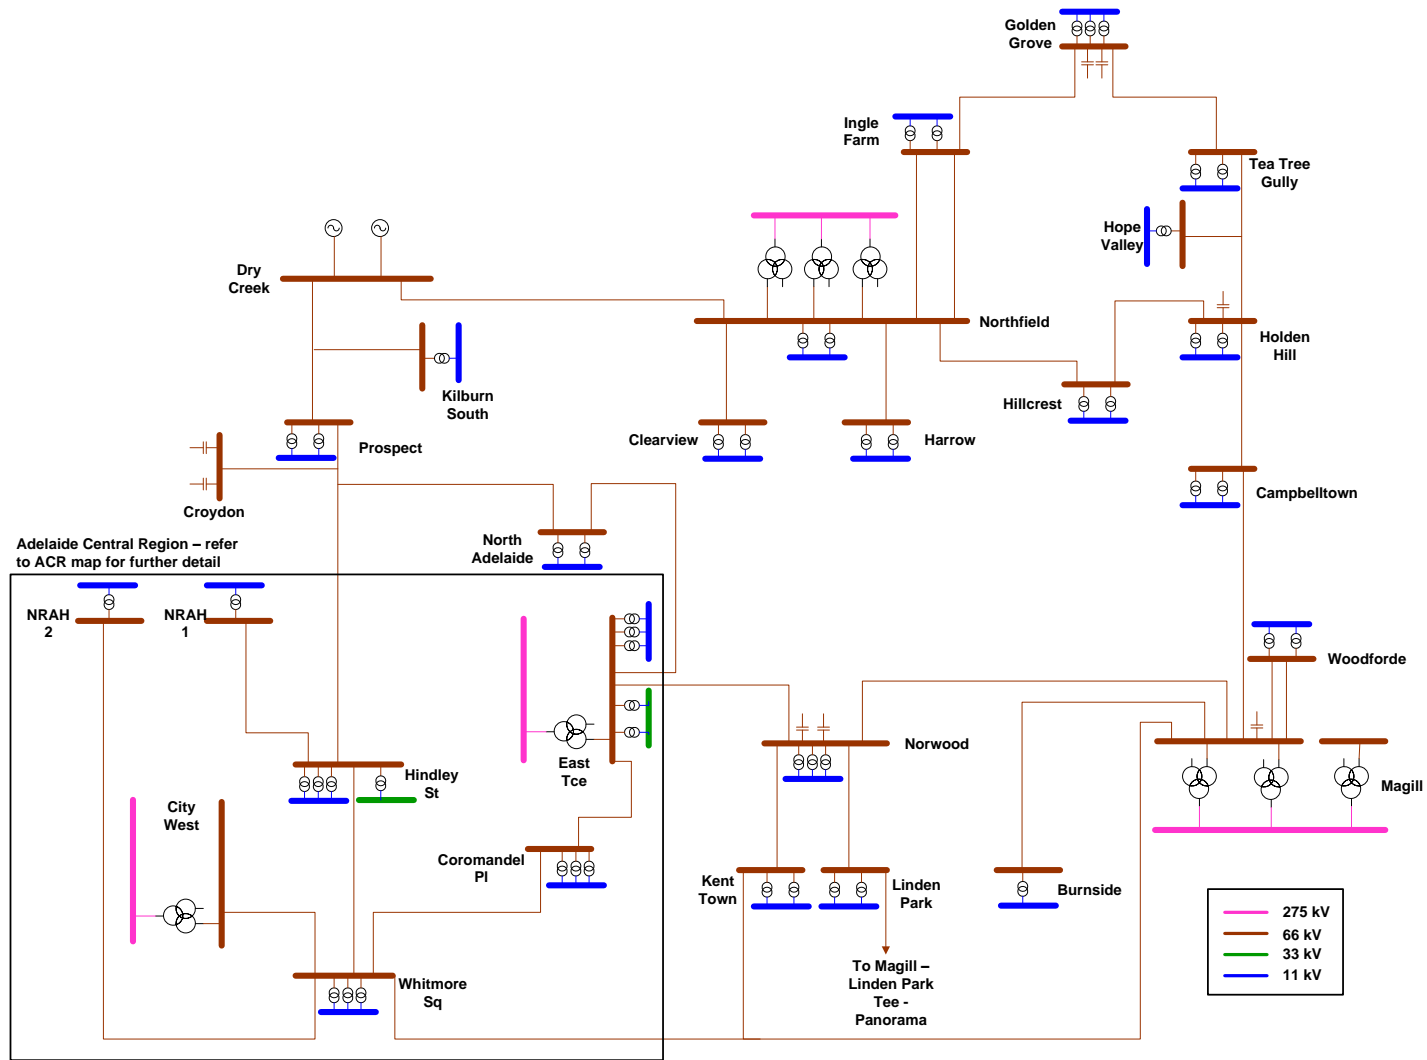 Golden
Grove
Ingle
Farm
Tea Tree
Gully
Hope
Valley
Dry
Creek
Northfield
Holden
Hill
Kilburn
South
Hillcrest
Prospect
Clearview
Harrow
Croydon
Campbelltown
North
Adelaide
Adelaide Central Region – refer
to ACR map for further detail
NRAH
2
NRAH
1
Woodforde
Norwood
East
Tce
Hindley
St
Magill
City
West
Coromandel
Pl
Kent
Town
Linden
Park
Burnside
275 kV
66 kV
33 kV
11 kV
To Magill –
Linden Park
Tee -
Panorama
Whitmore
Sq